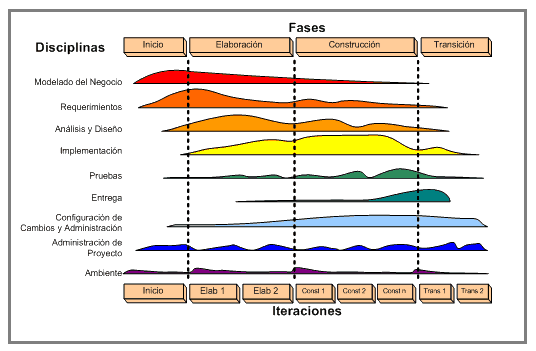 Fases
Disciplinas
Inicio Elaboración Construcción Transición
Modelado del Negocio
Requerimientos
Análisis y Diseño
Implementación
Pruebas
Entrega
Configuración de
Cambios y Administración
Administración de
Proyecto
Ambiente
Inicio Elab 1 Elab 2 Const 1 Const 2 Const n Trans 1 Trans 2
Iteraciones